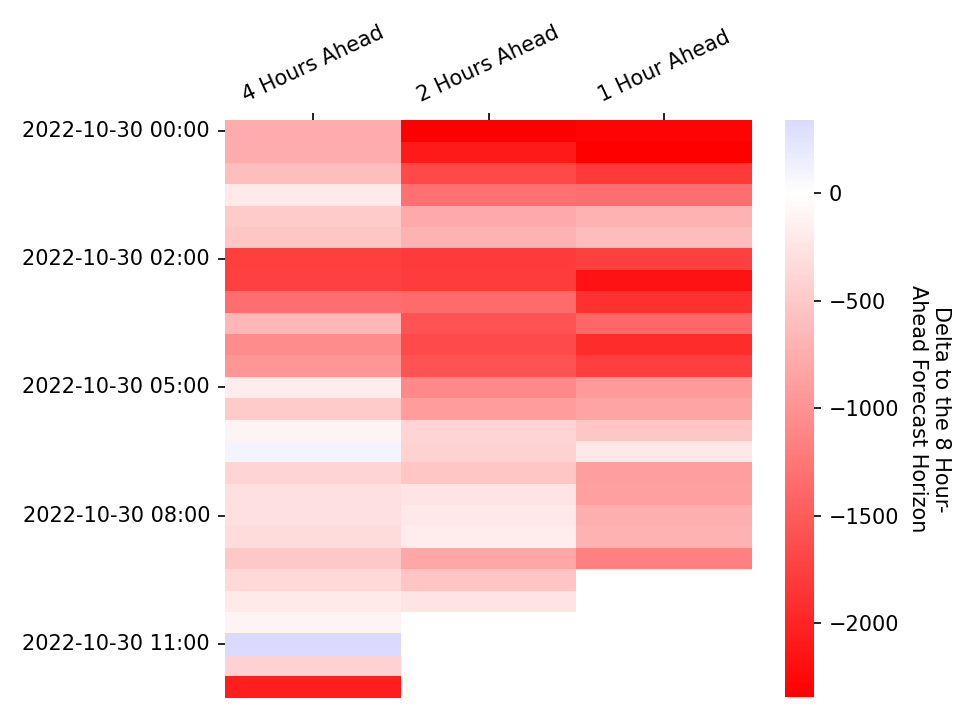 4 Hours Ahead
2 Hours Ahead
1 Hour Ahead
2022-10-30 00:00
2022-10-30 02:00
2022-10-30 05:00
2022-10-30 08:00
2022-10-30 11:00
0
−500
−1000
−1500
−2000
Delta to the 8 Hour-
Ahead Forecast Horizon